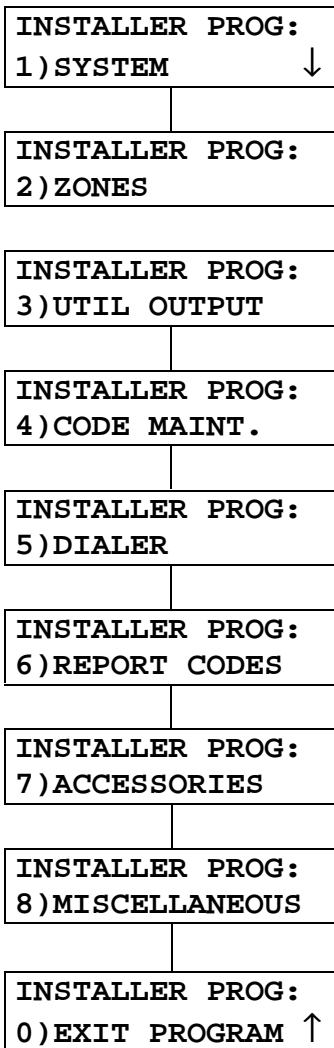 INSTALLER PROG:
1)SYSTEM ↓
INSTALLER PROG:
2)ZONES
INSTALLER PROG:
3)UTIL OUTPUT
INSTALLER PROG:
4)CODE MAINT.
INSTALLER PROG:
5)DIALER
INSTALLER PROG:
6)REPORT CODES
INSTALLER PROG:
7)ACCESSORIES
INSTALLER PROG:
8)MISCELLANEOUS
INSTALLER PROG:
0)EXIT PROGRAM ↑